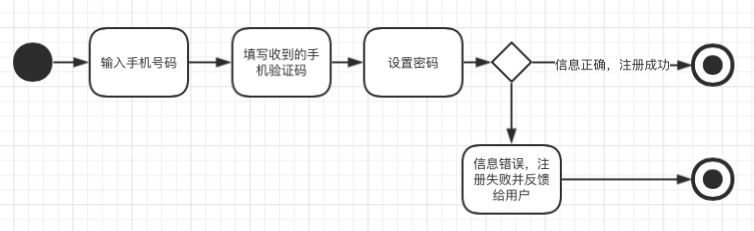 输入手机号码
填写收到的手
机验证码
设置密码
信息正确，注册成功
信息错误，注
册失败并反馈
给用户